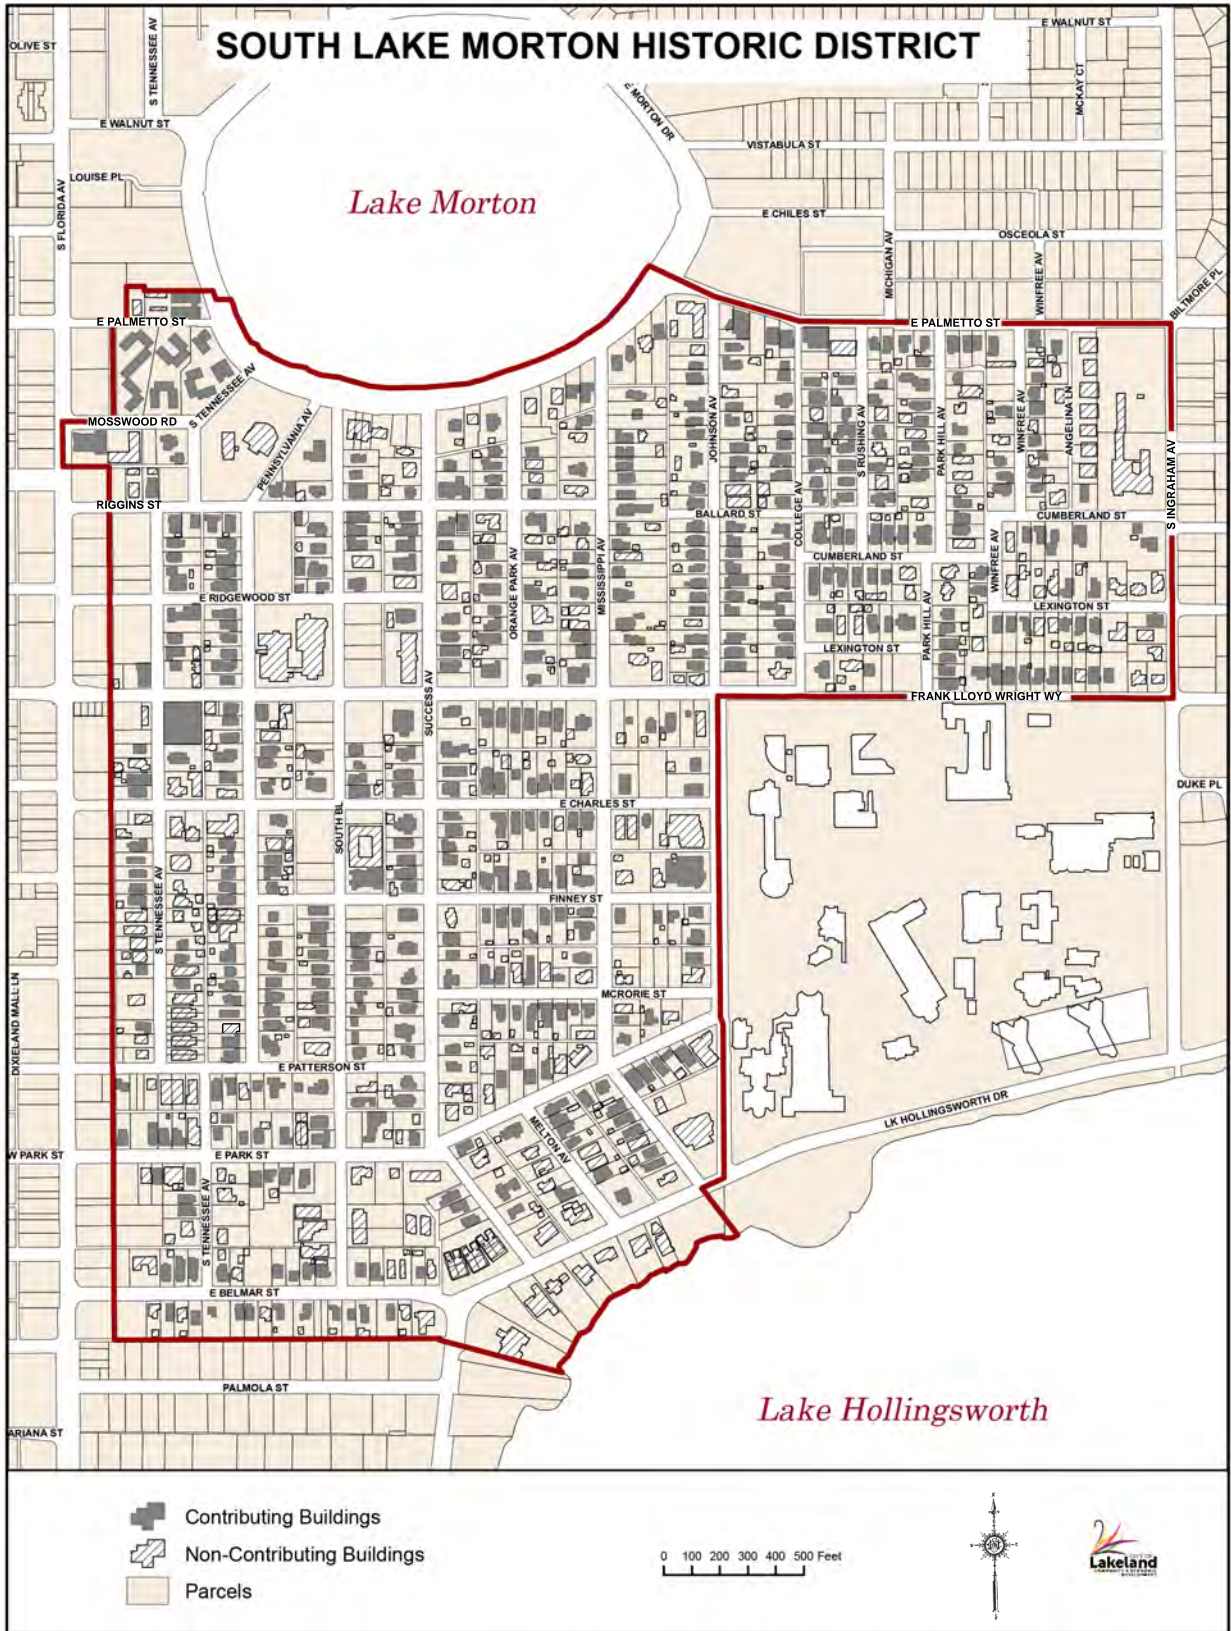 SOUTH LAKE MORTON HISTORIC DISTRICT
E WALNUT ST
OLIVE ST
S TENNESSEE AV
MCKAY CT
E MORTON DR
E WALNUT ST
VISTABULA ST
LOUISE PL
Lake Morton
S FLORIDA AV
E CHILES ST
OSCEOLA ST
MICHIGAN AV
WINFREE AV
BILTMORE PL
E PALMETTO ST
E PALMETTO ST
S TENNESSEE AV
MOSSWOOD RD
PENNSYLVANIA AV
JOHNSON AV
S RUSHING AV
PARK HILL AV
WINFREE AV
ANGELINA LN
S INGRAHAM AV
RIGGINS ST
BALLARD ST
COLLEGE AV
CUMBERLAND ST
CUMBERLAND ST
ORANGE PARK AV
MISSISSIPPI AV
WINFREE AV
E RIDGEWOOD ST
LEXINGTON ST
PARK HILL AV
LEXINGTON ST
SUCCESS AV
FRANK LLOYD WRIGHT WY
DUKE PL
E CHARLES ST
SOUTH BL
S TENNESSEE AV
FINNEY ST
MCRORIE ST
DIXIELAND MALL LN
E PATTERSON ST
LK HOLLINGSWORTH DR
MELTON AV
W PARK ST
E PARK ST
S TENNESSEE AV
E BELMAR ST
PALMOLA ST
Lake Hollingsworth
ARIANA ST
Contributing Buildings
Non-Contributing Buildings
Parcels
0 100 200 300 400 500 Feet
Lakeland